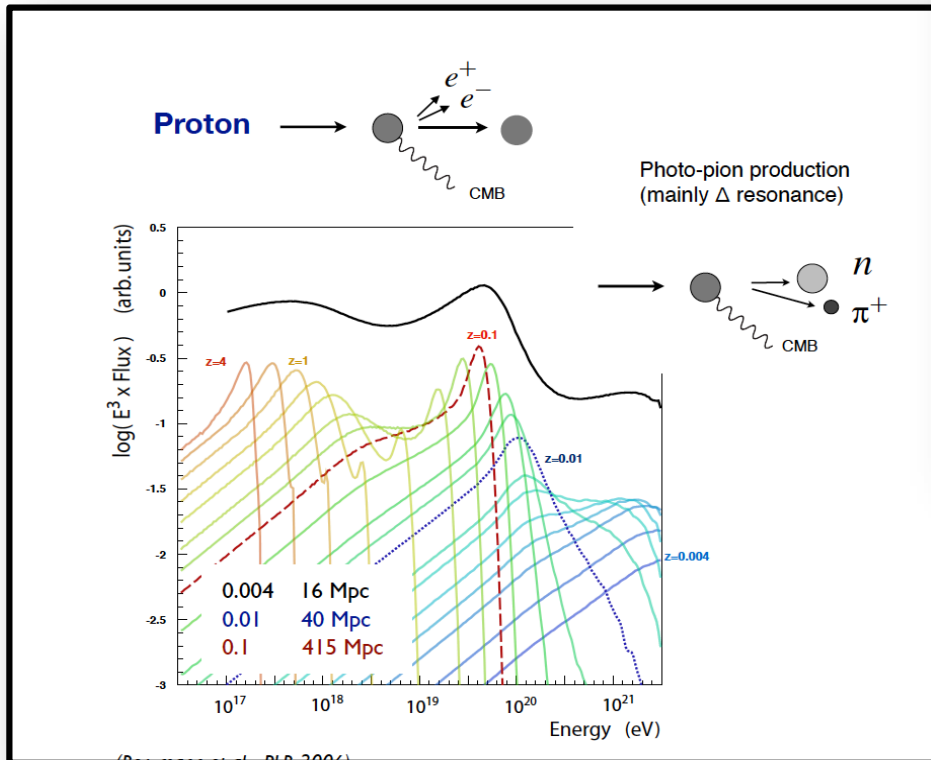 e⁺
e⁻
Proton
CMB
Photo-pion production
(mainly Δ resonance)
n
π⁺
CMB
log( E³ x Flux ) (arb. units)
0.5
0
-0.5
-1
-1.5
-2
-2.5
-3
z=4
z=1
z=0.1
z=0.01
z=0.004
0.004 16 Mpc
0.01 40 Mpc
0.1 415 Mpc
10¹⁷ 10¹⁸ 10¹⁹ 10²⁰ 10²¹
Energy (eV)